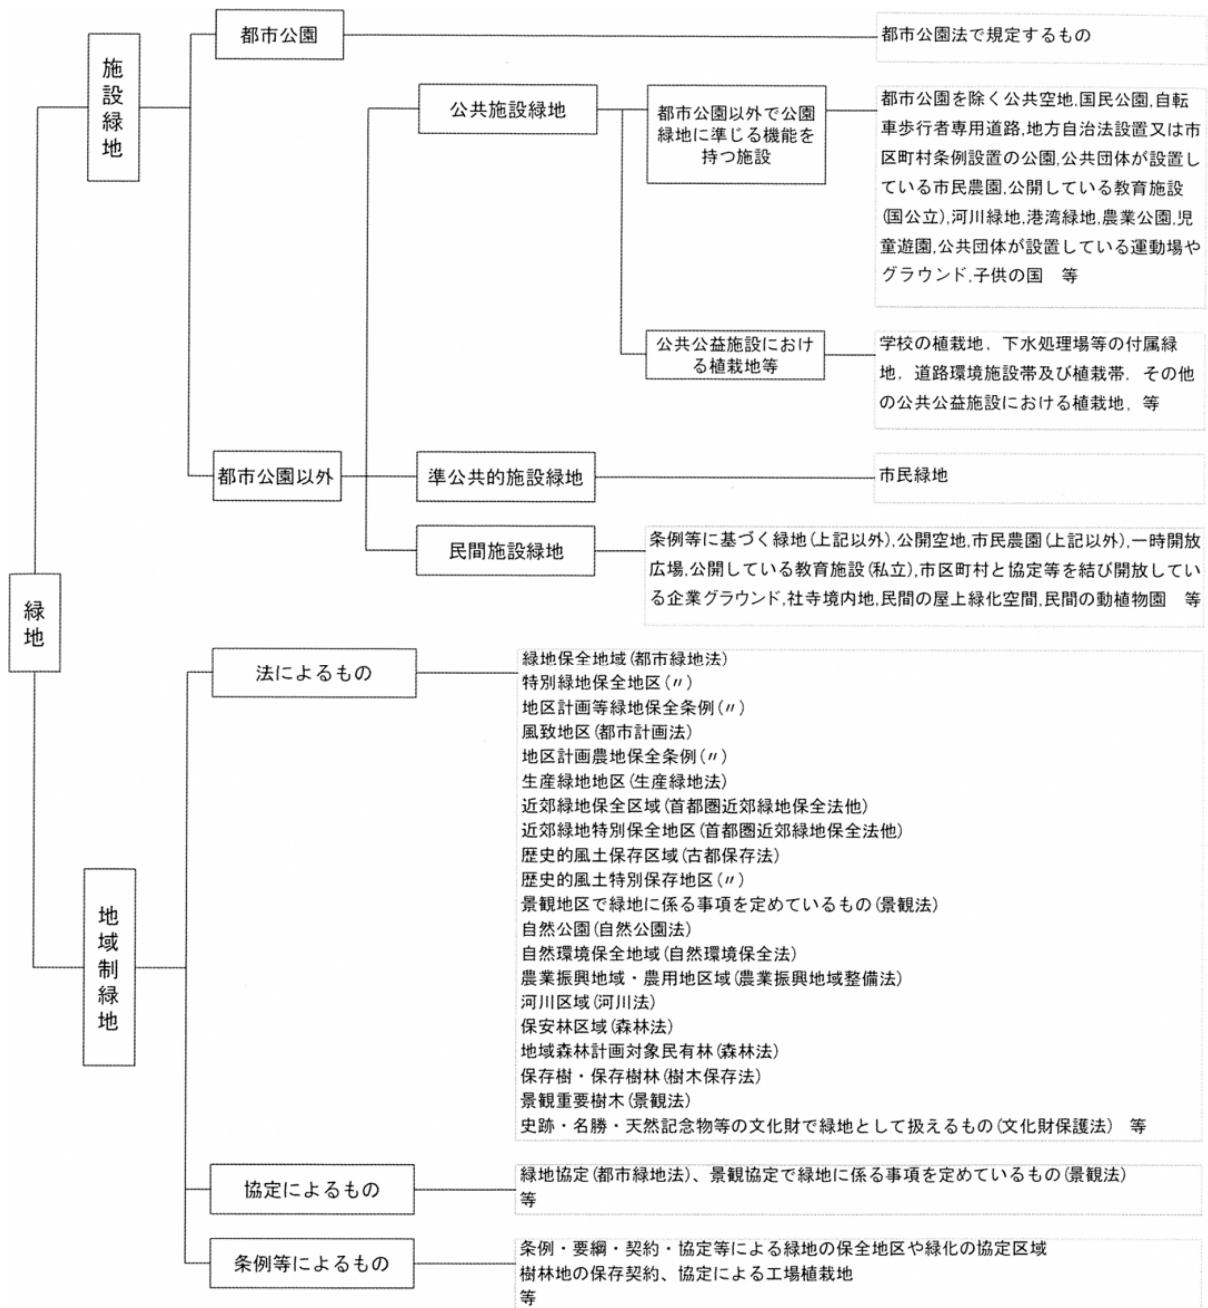 都市公園
都市公園法で規定するもの
施設緑地
公共施設緑地
都市公園以外で公園
緑地に準じる機能を
持つ施設
都市公園を除く公共空地,国民公園,自転
車歩行者専用道路,地方自治法設置又は市
区町村条例設置の公園,公共団体が設置し
ている市民農園,公開している教育施設
(国公立),河川緑地,港湾緑地,農業公園,児
童遊園,公共団体が設置している運動場や
グラウンド,子供の国　等
公共公益施設におけ
る植栽地等
学校の植栽地，下水処理場等の付属緑
地，道路環境施設帯及び植栽帯，その他
の公共公益施設における植栽地，等
都市公園以外
準公共的施設緑地
市民緑地
民間施設緑地
条例等に基づく緑地(上記以外),公開空地,市民農園(上記以外),一時開放
広場,公開している教育施設(私立),市区町村と協定等を結び開放してい
る企業グラウンド,社寺境内地,民間の屋上緑化空間,民間の動植物園　等
緑地
法によるもの
緑地保全地域(都市緑地法)
特別緑地保全地区(〃)
地区計画等緑地保全条例(〃)
風致地区(都市計画法)
地区計画農地保全条例(〃)
生産緑地地区(生産緑地法)
近郊緑地保全区域(首都圏近郊緑地保全法他)
近郊緑地特別保全地区(首都圏近郊緑地保全法他)
歴史的風土保存区域(古都保存法)
歴史的風土特別保存地区(〃)
景観地区で緑地に係る事項を定めているもの(景観法)
自然公園(自然公園法)
自然環境保全地域(自然環境保全法)
農業振興地域・農用地区域(農業振興地域整備法)
河川区域(河川法)
保安林区域(森林法)
地域森林計画対象民有林(森林法)
保存樹・保存樹林(樹木保存法)
景観重要樹木(景観法)
史跡・名勝・天然記念物等の文化財で緑地として扱えるもの(文化財保護法)　等
地域制緑地
協定によるもの
緑地協定(都市緑地法)、景観協定で緑地に係る事項を定めているもの(景観法)
等
条例等によるもの
条例・要綱・契約・協定等による緑地の保全地区や緑化の協定区域
樹林地の保存契約、協定による工場植栽地
等